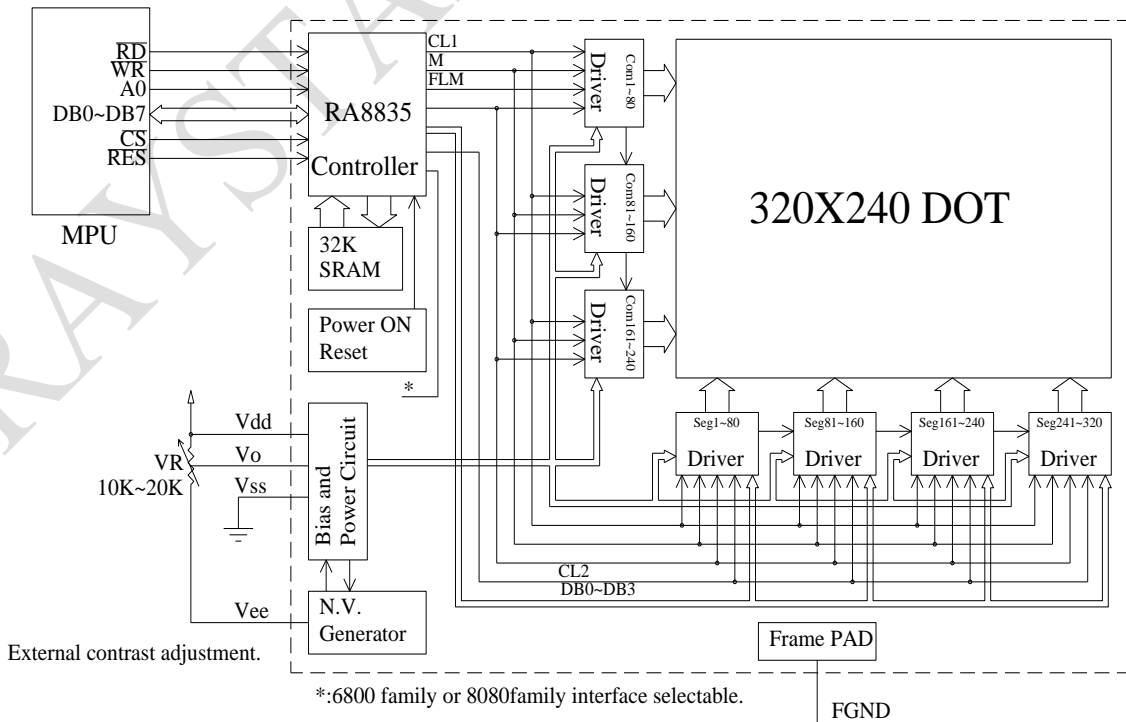 RD
WR
A0
DB0~DB7
CS
RES
MPU
RA8835
Controller
CL1
M
FLM
32K
SRAM
Power ON
Reset
*
Driver
Com1~80
Driver
Com81~160
Driver
Com161~240
320X240 DOT
Seg1~80
Driver
Seg81~160
Driver
Seg161~240
Driver
Seg241~320
Driver
Vdd
VR
Vo
10K~20K
Vss
Bias and
Power Circuit
CL2
DB0~DB3
Vee
N.V.
Generator
External contrast adjustment.
Frame PAD
*:6800 family or 8080family interface selectable.
FGND
RAYSTA